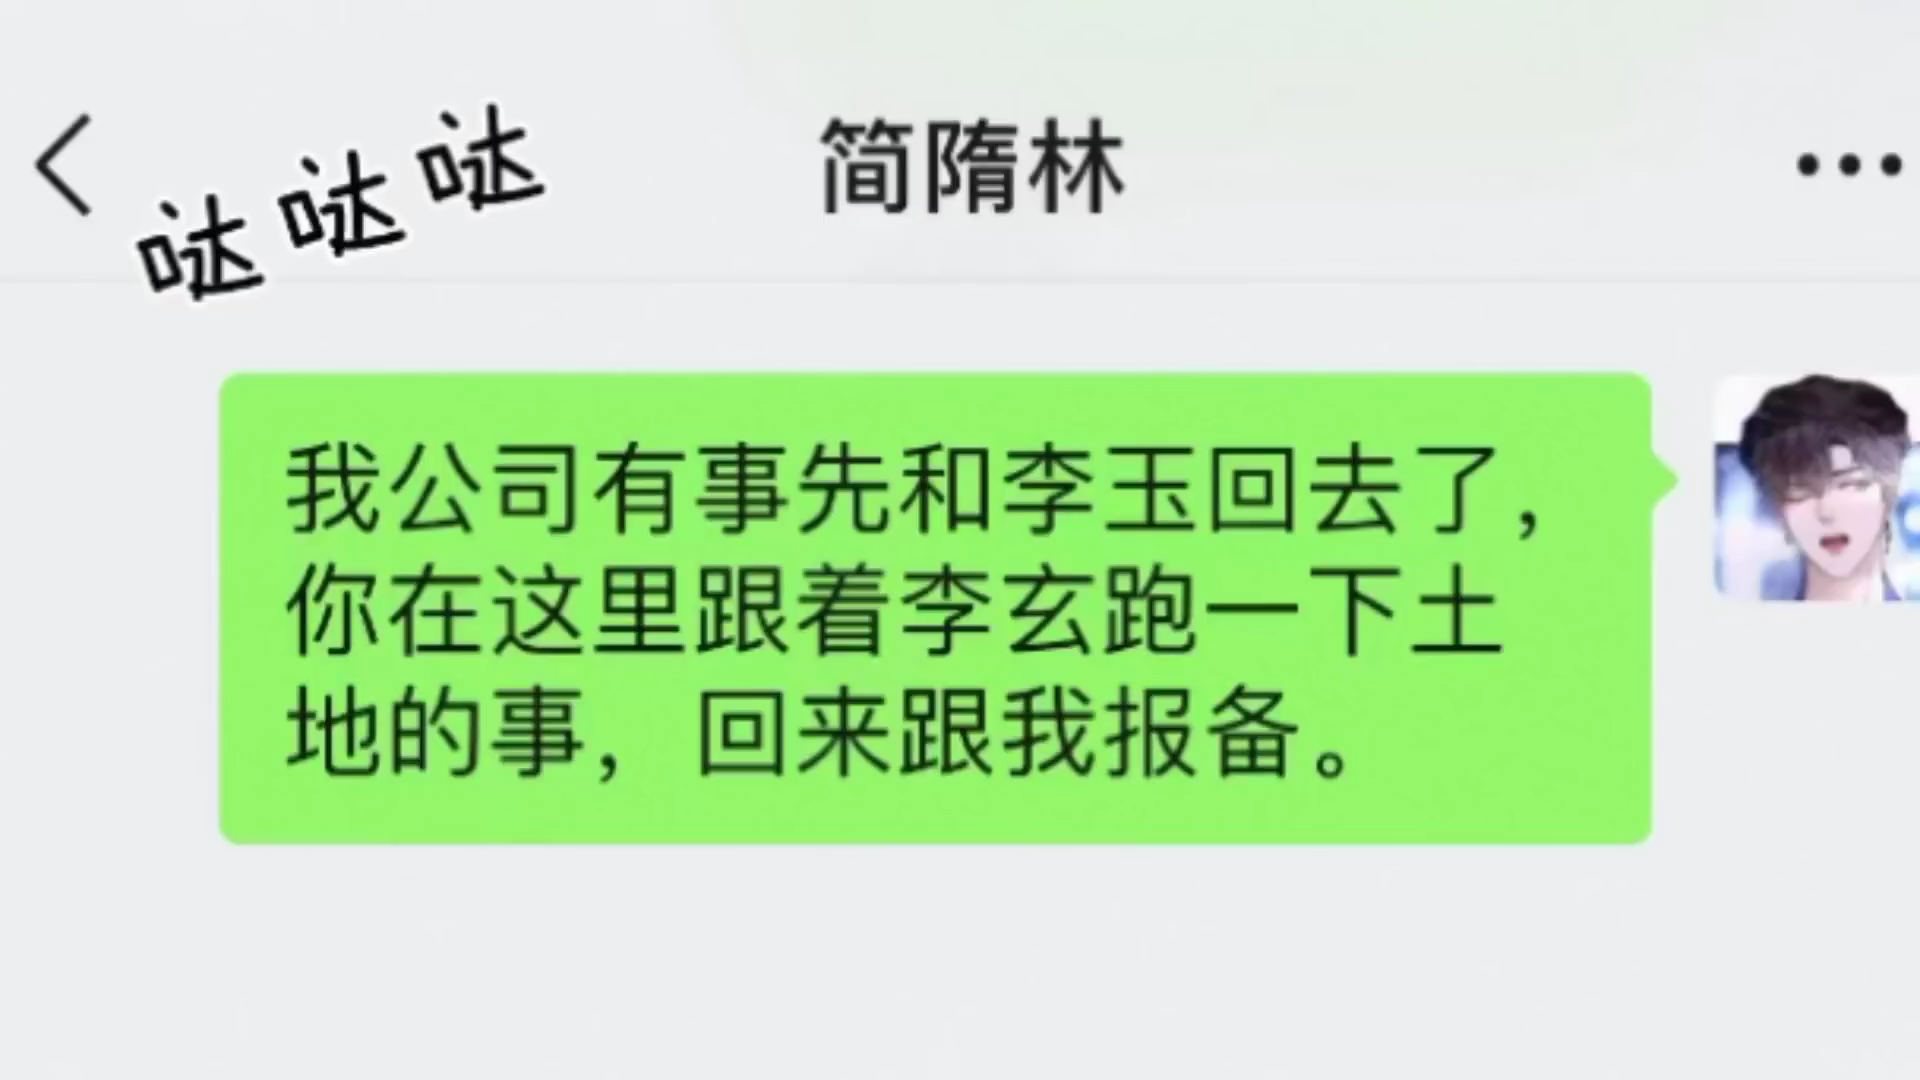 简隋林
哒哒哒
我公司有事先和李玉回去了，
你在这里跟着李玄跑一下土
地的事，回来跟我报备。